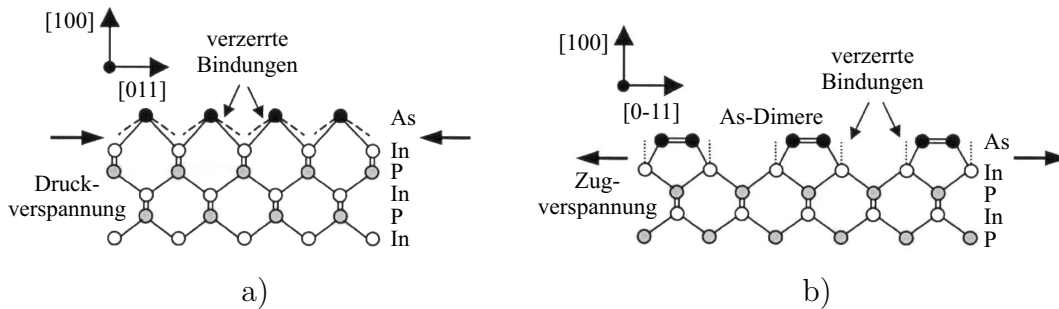 [100]
verzerrte
Bindungen
[011]
As
In
P
In
P
In
Druck-
verspannung
a)
[100]
verzerrte
Bindungen
[0-11]
As-Dimere
As
In
P
In
P
Zug-
verspannung
b)